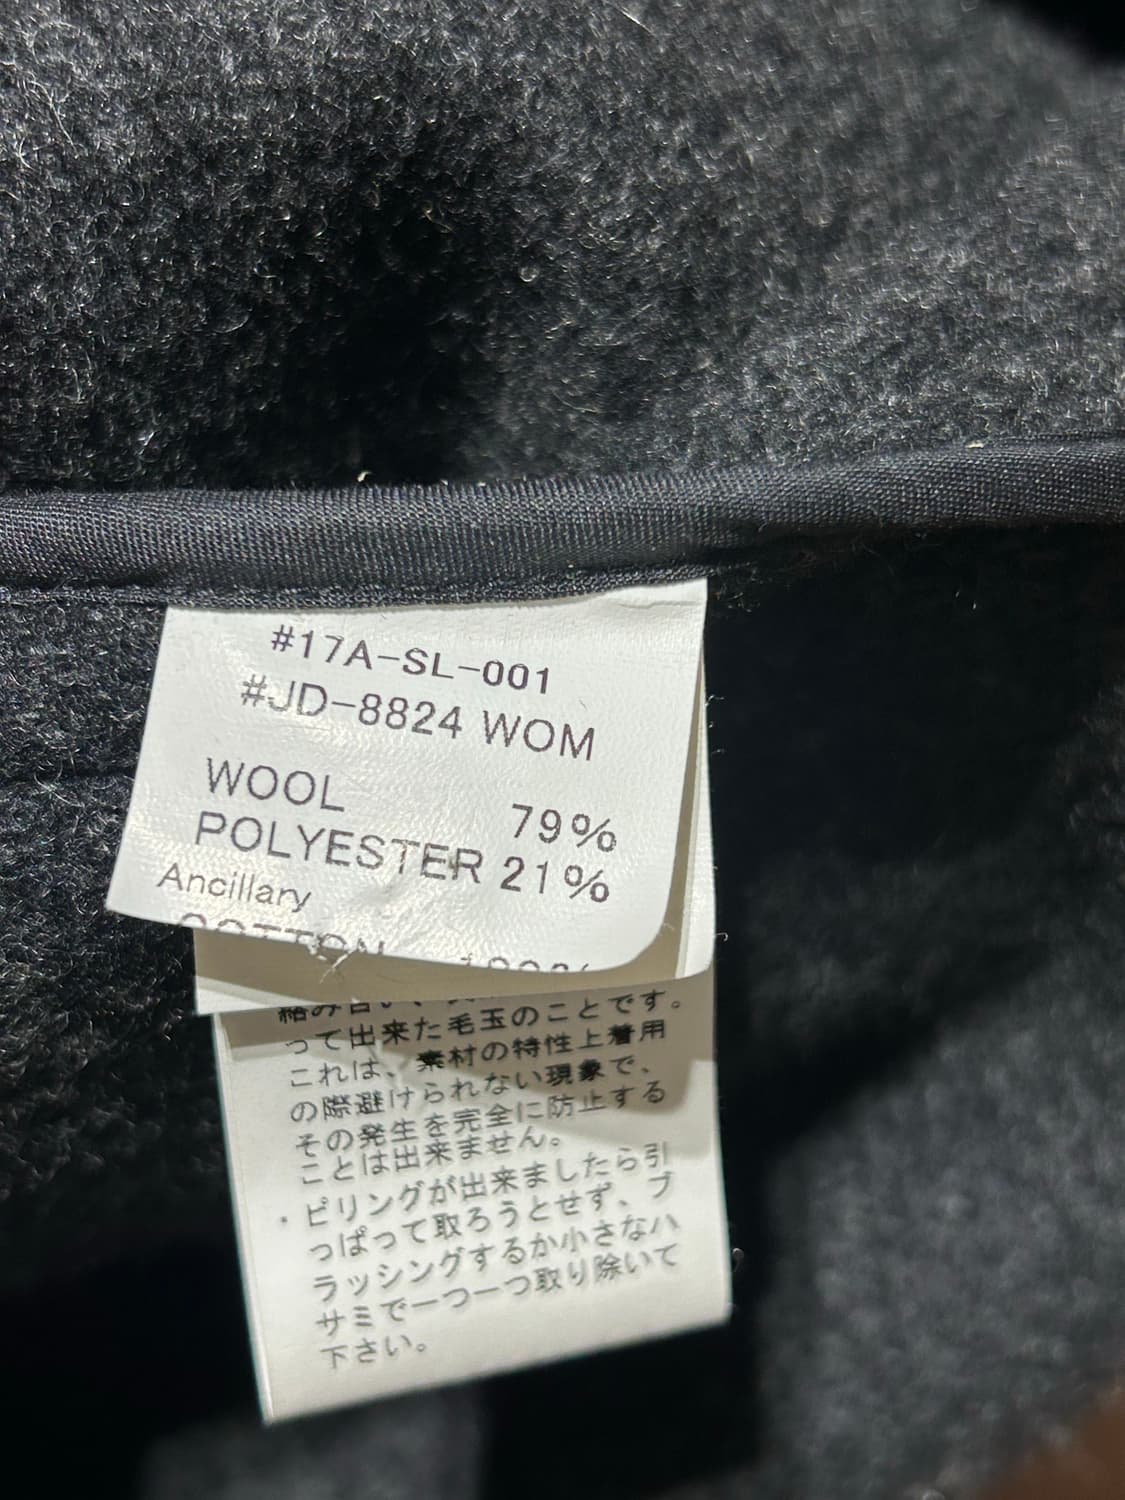 #17A-SL-001
#JD-8824 WOM
WOOL 79%
POLYESTER 21%
Ancillary
COTTON 100%
絡み合い、
って出来た毛玉のことです。
これは、素材の特性上着用
の際避けられない現象で、
その発生を完全に防止する
ことは出来ません。
・ピリングが出来ましたら引
っぱって取ろうとせず、ブ
ラッシングするか小さなハ
サミで一つ一つ取り除いて
下さい。